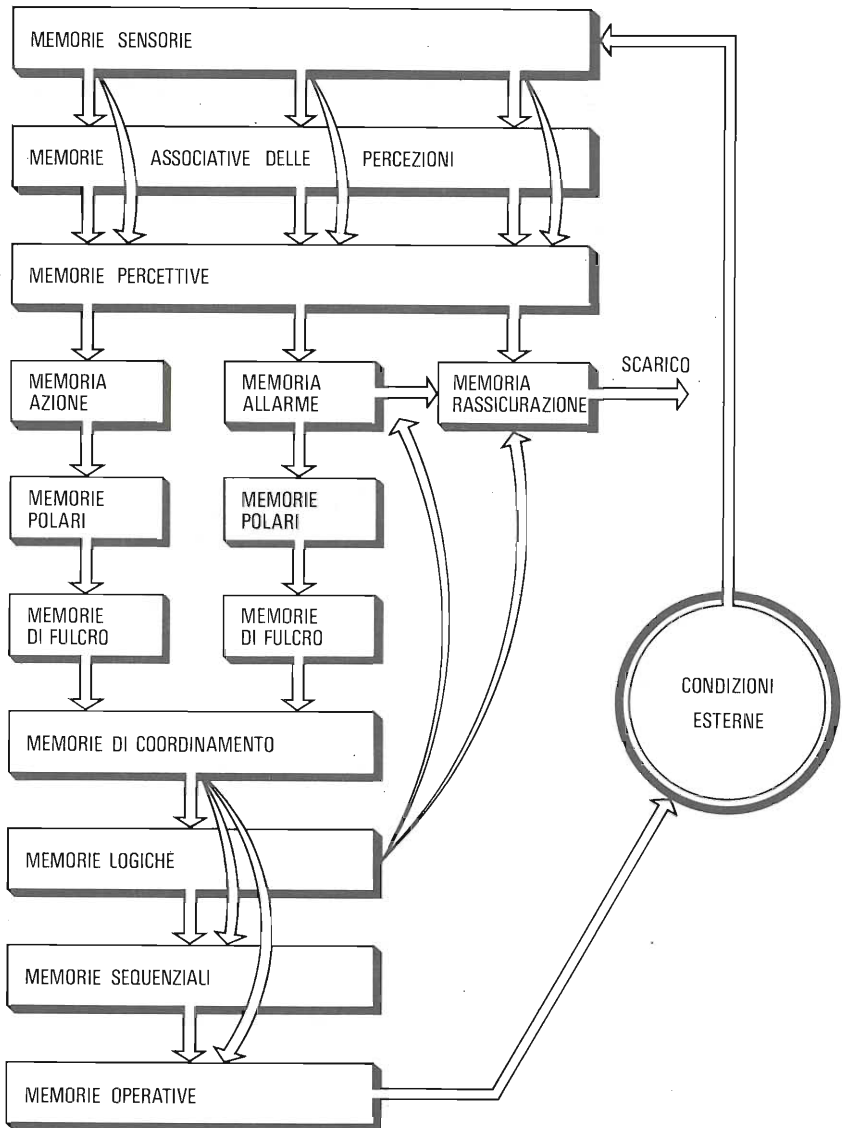 MEMORIE SENSORIE
MEMORIE ASSOCIATIVE DELLE PERCEZIONI
MEMORIE PERCETTIVE
MEMORIA
AZIONE
MEMORIA
ALLARME
MEMORIA
RASSICURAZIONE
SCARICO
MEMORIE
POLARI
MEMORIE
POLARI
MEMORIE
DI FULCRO
MEMORIE
DI FULCRO
CONDIZIONI
ESTERNE
MEMORIE DI COORDINAMENTO
MEMORIE LOGICHE
MEMORIE SEQUENZIALI
MEMORIE OPERATIVE